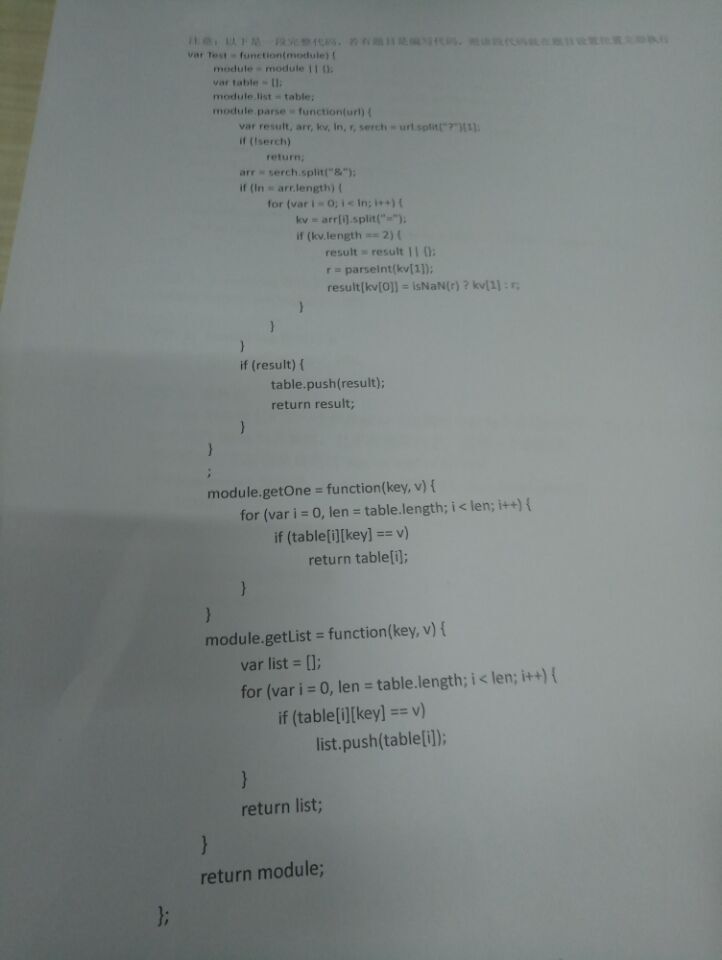 注意：以下是一段完整代码，若有题目是编写代码，则该段代码就在题目设置位置立即执行
var Test = function(module) {
module = module || {};
var table = [];
module.list = table;
module.parse = function(url) {
var result, arr, kv, ln, r, serch = url.split("?")[1];
if (!serch)
return;
arr = serch.split("&");
if (ln = arr.length) {
for (var i = 0; i < ln; i++) {
kv = arr[i].split("=");
if (kv.length == 2) {
result = result || {};
r = parseInt(kv[1]);
result[kv[0]] = isNaN(r) ? kv[1] : r;
}
}
}
if (result) {
table.push(result);
return result;
}
}
;
module.getOne = function(key, v) {
for (var i = 0, len = table.length; i < len; i++) {
if (table[i][key] == v)
return table[i];
}
}
module.getList = function(key, v) {
var list = [];
for (var i = 0, len = table.length; i < len; i++) {
if (table[i][key] == v)
list.push(table[i]);
}
return list;
}
return module;
};